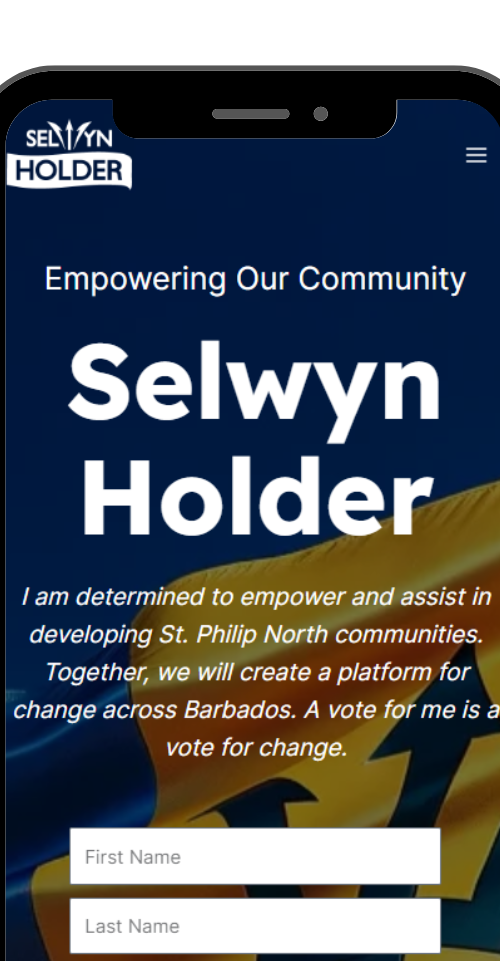 SELWYN
HOLDER
Empowering Our Community
Selwyn
Holder
I am determined to empower and assist in
developing St. Philip North communities.
Together, we will create a platform for
change across Barbados. A vote for me is a
vote for change.
First Name
Last Name